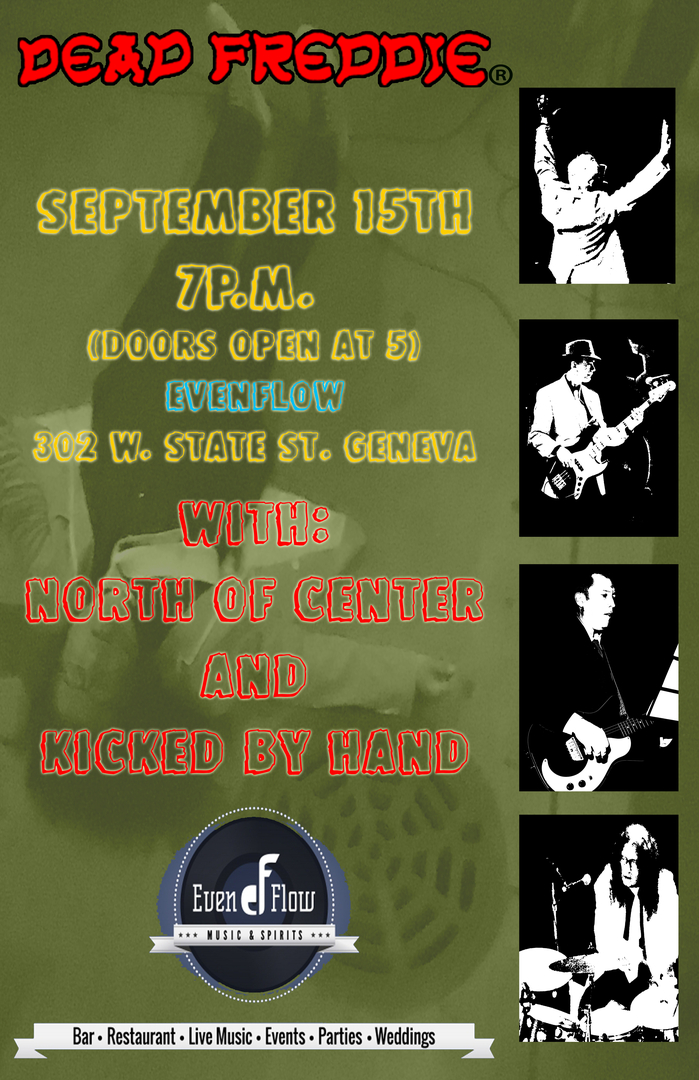 DEAD FREDDIE®
SEPTEMBER 15TH
7P.M.
(DOORS OPEN AT 5)
EVENFLOW
302 W. STATE ST. GENEVA
WITH:
NORTH OF CENTER
AND
KICKED BY HAND
EVEN FLOW
★★★ MUSIC & SPIRITS ★★★
Bar • Restaurant • Live Music • Events • Parties • Weddings